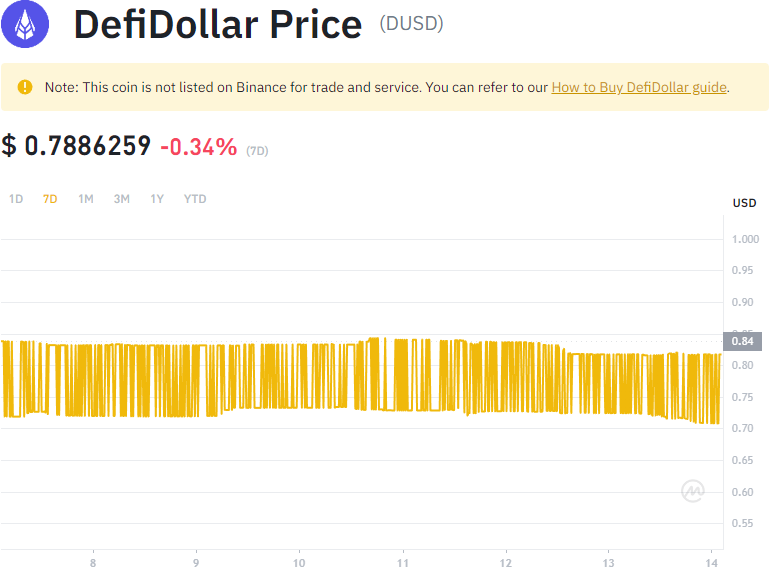 DefiDollar Price (DUSD)
Note: This coin is not listed on Binance for trade and service. You can refer to our How to Buy DefiDollar guide.
$ 0.7886259 -0.34% (7D)
1D 7D 1M 3M 1Y YTD
USD
1.000
0.95
0.90
0.84
0.80
0.75
0.70
0.65
0.60
0.55
8 9 10 11 12 13 14